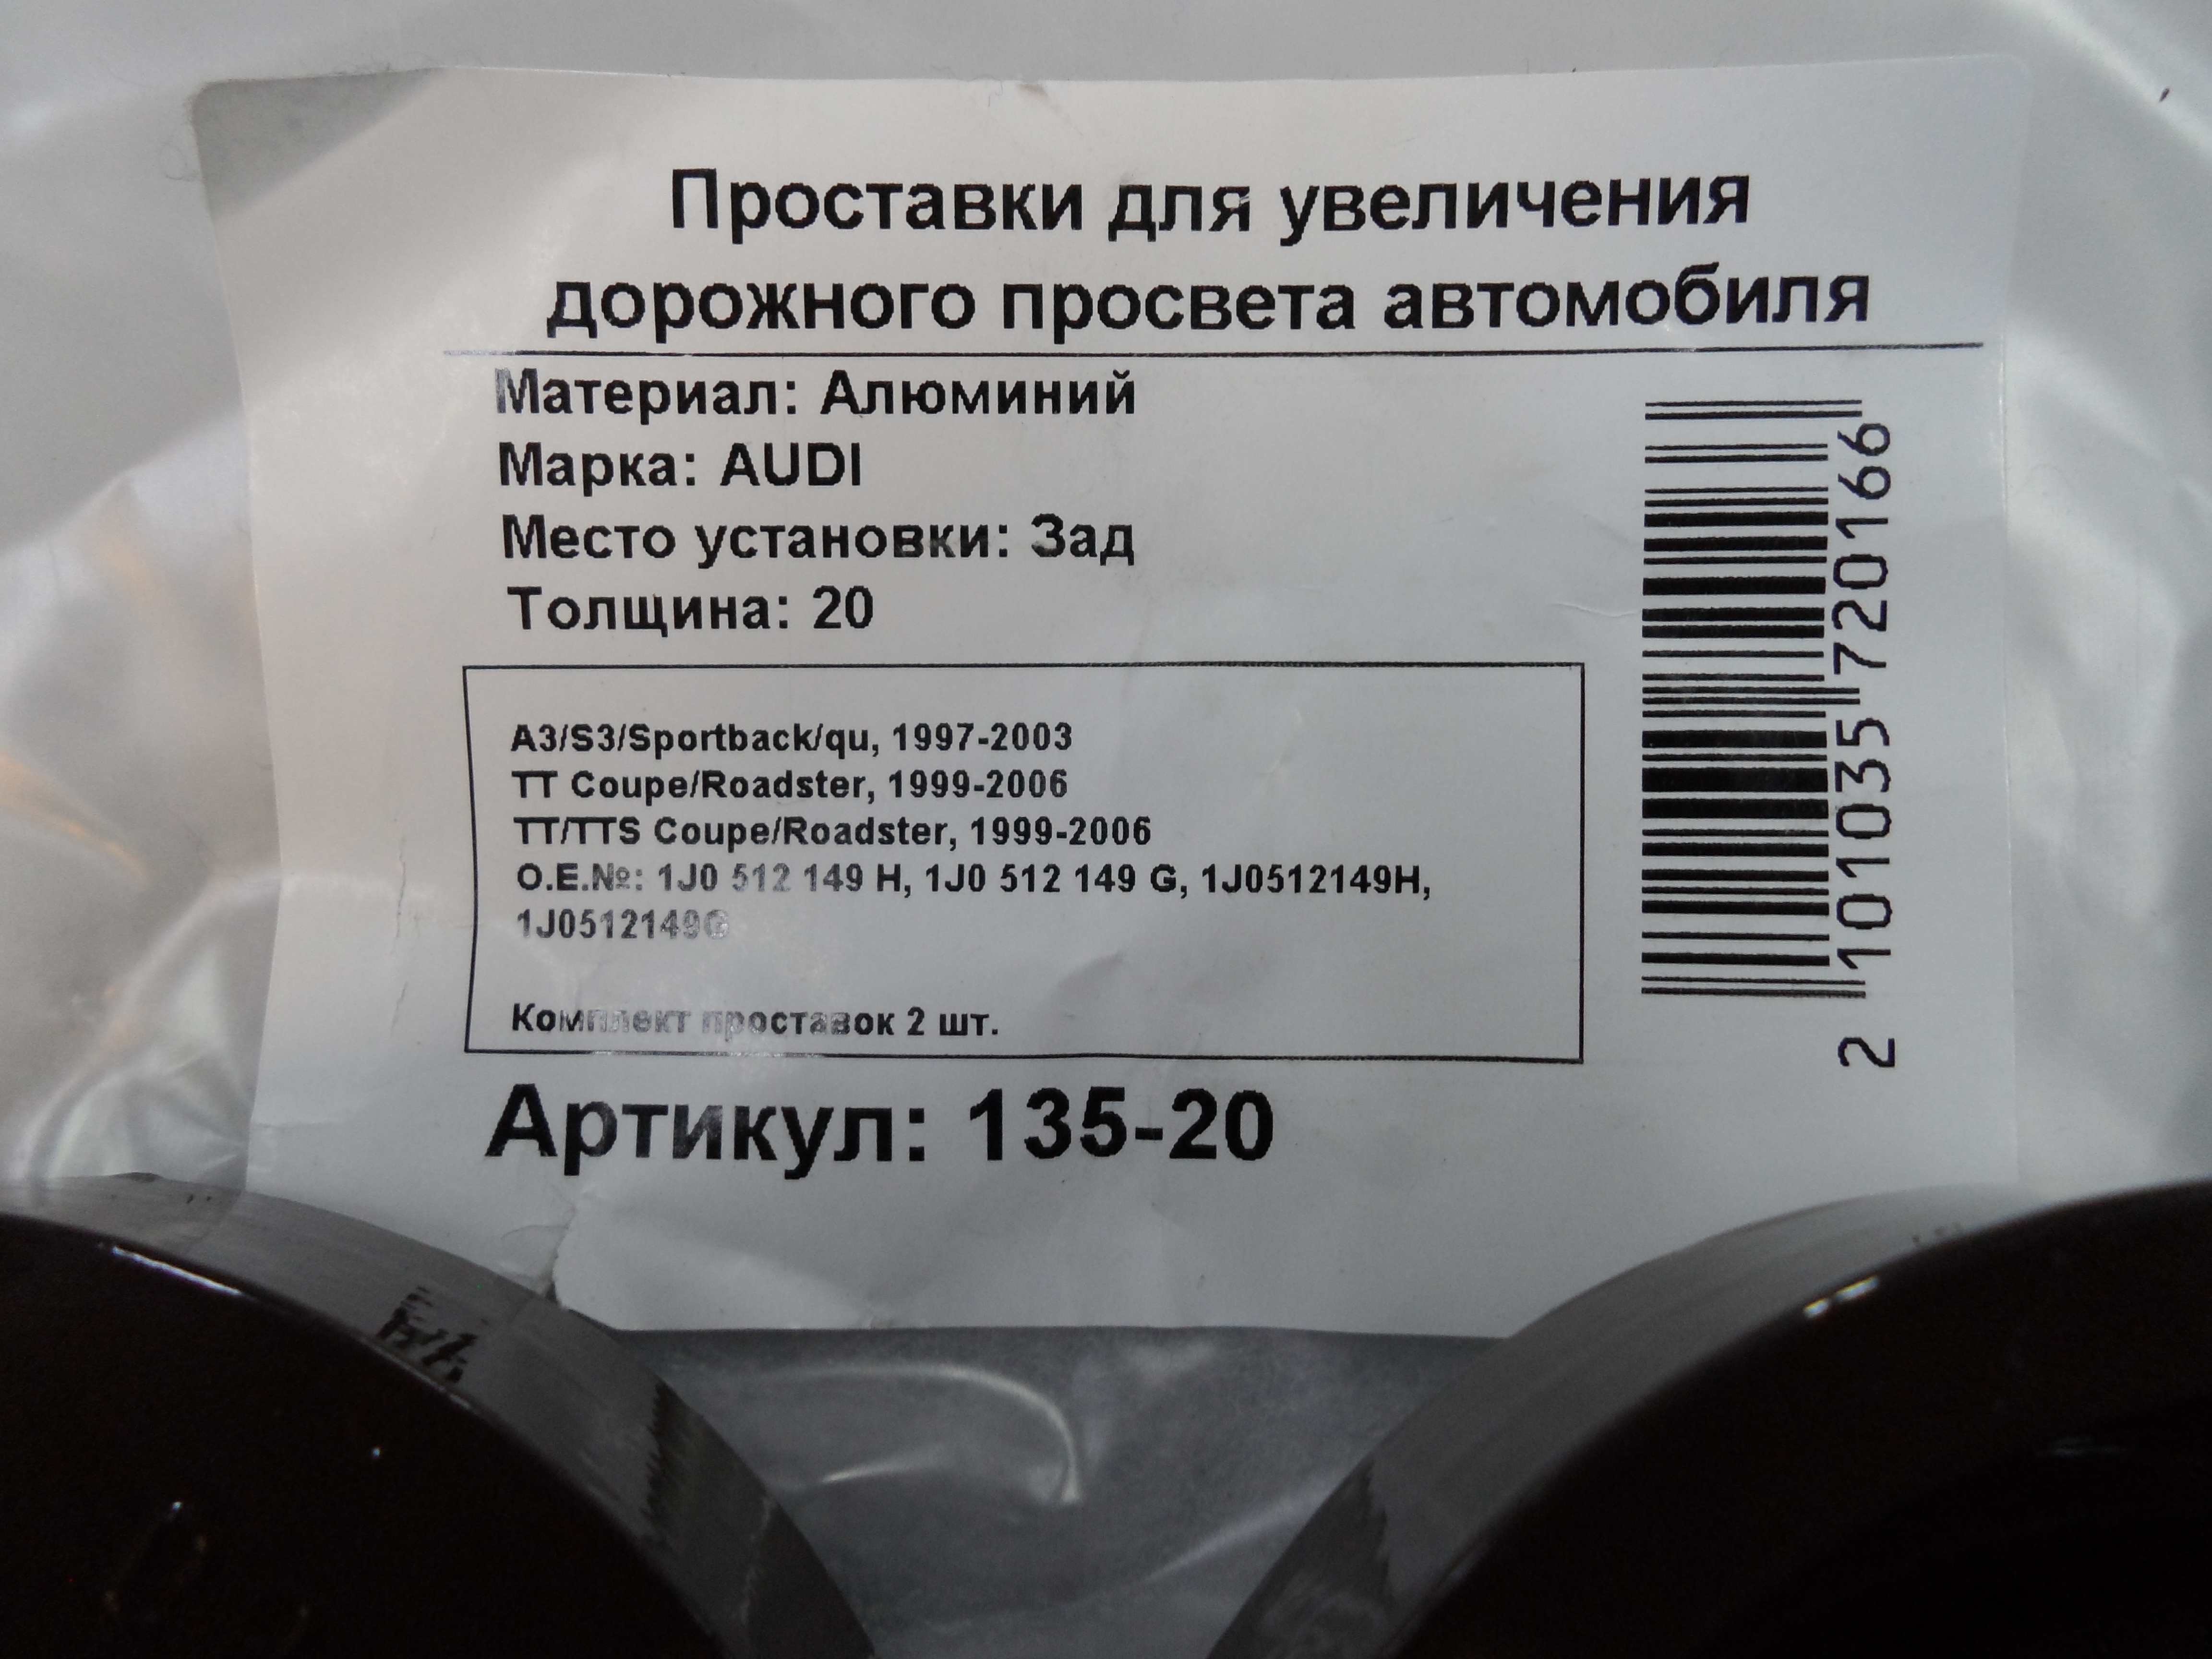 Проставки для увеличения
дорожного просвета автомобиля
Материал: Алюминий
Марка: AUDI
Место установки: Зад
Толщина: 20
A3/S3/Sportback/qu, 1997-2003
TT Coupe/Roadster, 1999-2006
TT/TTS Coupe/Roadster, 1999-2006
O.E.№: 1J0 512 149 H, 1J0 512 149 G, 1J0512149H,
1J0512149G
Комплект проставок 2 шт.
Артикул: 135-20
2 101035 720166